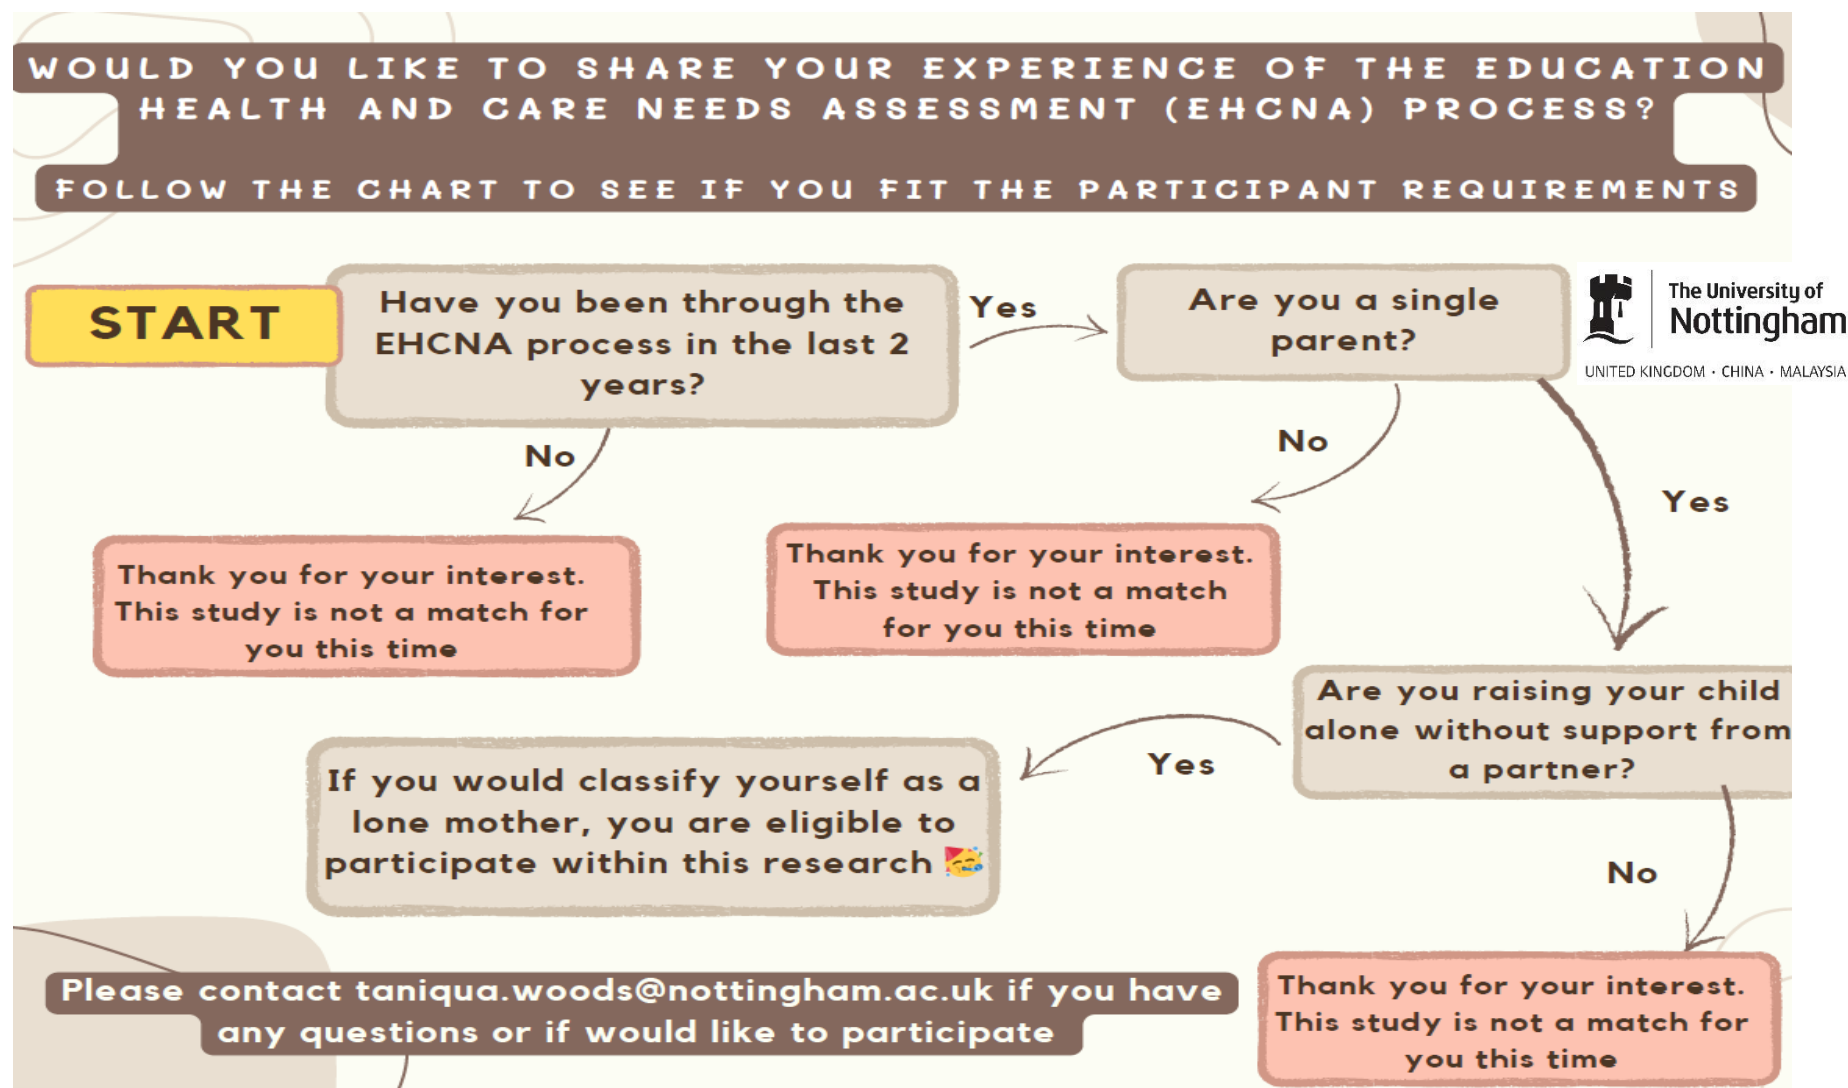 WOULD YOU LIKE TO SHARE YOUR EXPERIENCE OF THE EDUCATION
HEALTH AND CARE NEEDS ASSESSMENT (EHCNA) PROCESS?
FOLLOW THE CHART TO SEE IF YOU FIT THE PARTICIPANT REQUIREMENTS
START
Have you been through the
EHCNA process in the last 2
years?
Yes
Are you a single
parent?
The University of
Nottingham
UNITED KINGDOM · CHINA · MALAYSIA
No
No
Yes
Thank you for your interest.
This study is not a match for
you this time
Thank you for your interest.
This study is not a match
for you this time
Are you raising your child
alone without support from
a partner?
Yes
If you would classify yourself as a
lone mother, you are eligible to
participate within this research 🥳
No
Please contact taniqua.woods@nottingham.ac.uk if you have
any questions or if would like to participate
Thank you for your interest.
This study is not a match for
you this time